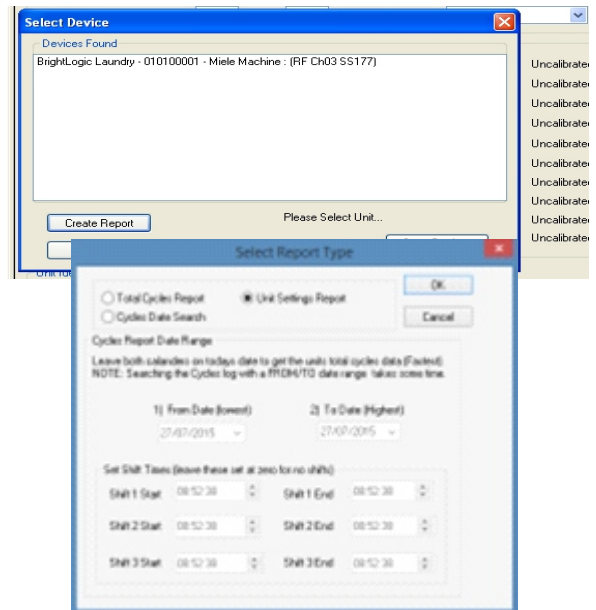 Select Device
Devices Found
BrightLogic Laundry - 010100001 - Miele Machine : (RF Ch03 SS177)
Uncalibrated
Uncalibrated
Uncalibrated
Uncalibrated
Uncalibrated
Uncalibrated
Uncalibrated
Uncalibrated
Uncalibrated
Uncalibrated
Create Report
Please Select Unit...
Select Report Type
Total Cycles Report
Unit Settings Report
OK
Cycles Date Search
Cancel
Cycles Report Date Range
Leave both calanders on todays date to get the units total cycles data (Fastest)
NOTE: Searching the Cycles log with a FROM/TO date range takes some time.
1) From Date (lowest)
2) To Date (Highest)
27/07/2015
27/07/2015
Set Shift Times (leave these set at zero for no shifts)
Shift 1 Start 08:52:38
Shift 1 End 08:52:38
Shift 2 Start 08:52:38
Shift 2 End 08:52:38
Shift 3 Start 08:52:38
Shift 3 End 08:52:38